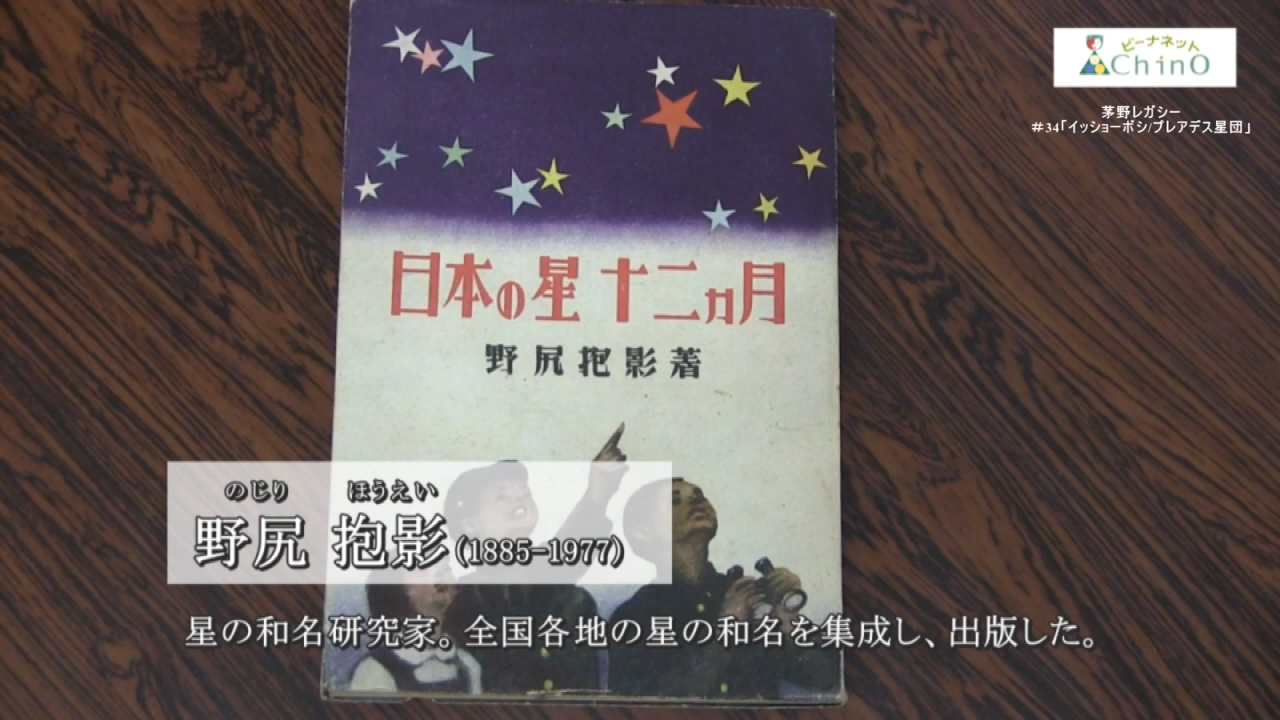 ビーナネット
ChinO
茅野レガシー
#34「イッショーボシ/プレアデス星団」
日本の星 十二ヵ月
野尻抱影著
のじり ほうえい
野尻 抱影(1885-1977)
星の和名研究家。全国各地の星の和名を集成し、出版した。